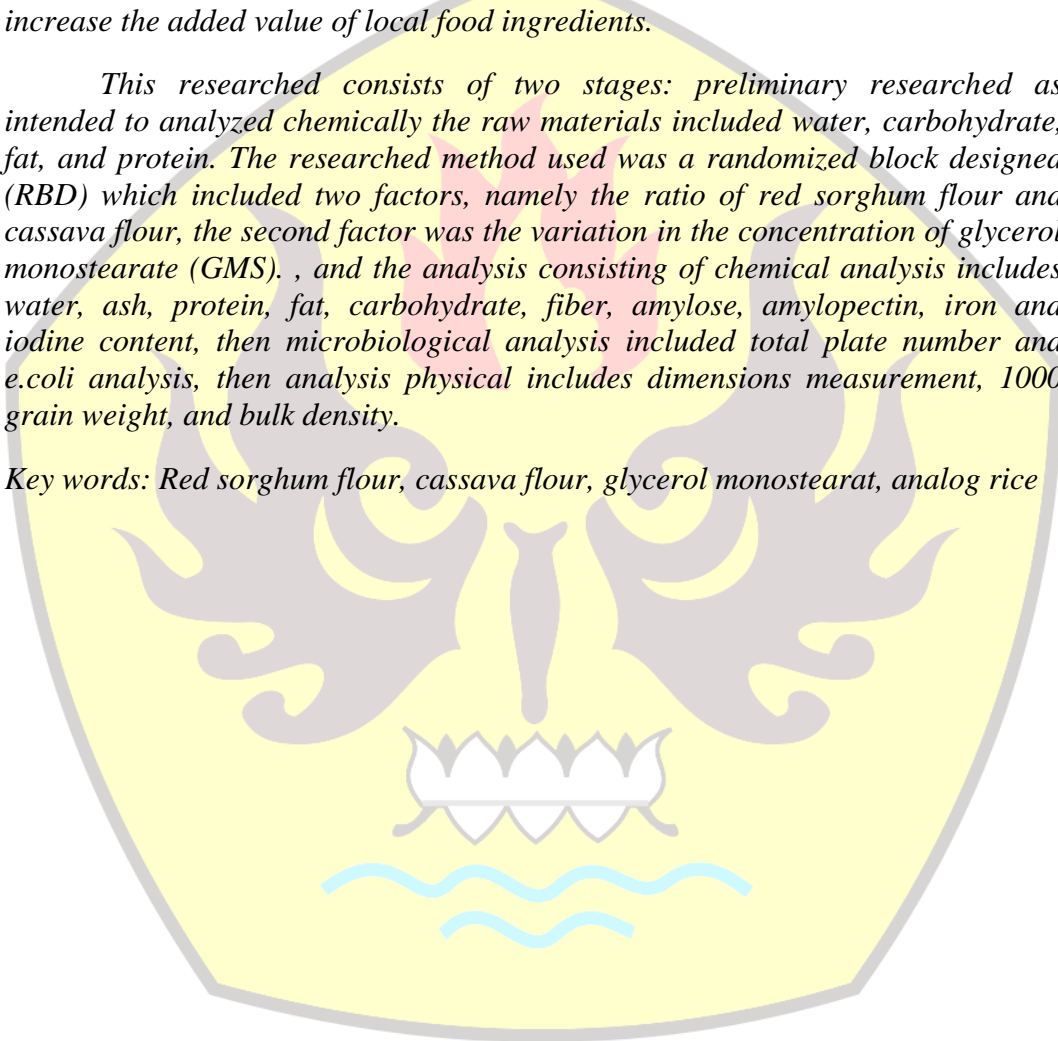 increase the added value of local food ingredients.
This researched consists of two stages: preliminary researched as
intended to analyzed chemically the raw materials included water, carbohydrate,
fat, and protein. The researched method used was a randomized block designed
(RBD) which included two factors, namely the ratio of red sorghum flour and
cassava flour, the second factor was the variation in the concentration of glycerol
monostearate (GMS). , and the analysis consisting of chemical analysis includes
water, ash, protein, fat, carbohydrate, fiber, amylose, amylopectin, iron and
iodine content, then microbiological analysis included total plate number and
e.coli analysis, then analysis physical includes dimensions measurement, 1000
grain weight, and bulk density.
Key words: Red sorghum flour, cassava flour, glycerol monostearat, analog rice